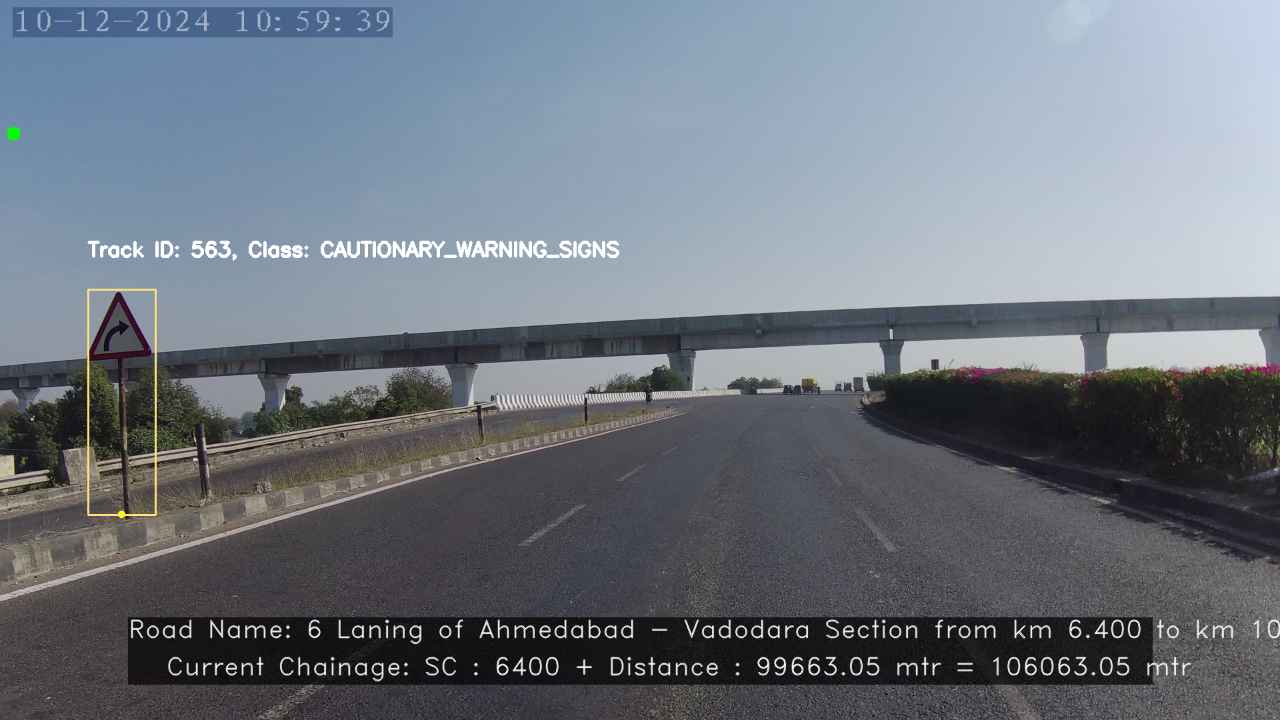 10-12-2024 10:59:39
Track ID: 563, Class: CAUTIONARY_WARNING_SIGNS
Road Name: 6 Laning of Ahmedabad - Vadodara Section from km 6.400 to km 10
Current Chainage: SC : 6400 + Distance : 99663.05 mtr = 106063.05 mtr